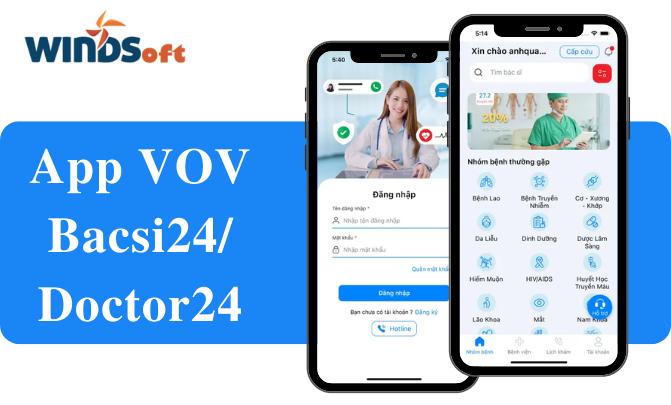 WINDSoft
App VOV
Bacsi24/
Doctor24
5:40
Đăng nhập
Tên đăng nhập *
Nhập tên đăng nhập
Mật khẩu *
Nhập mật khẩu
Quên mật khẩu
Đăng nhập
Bạn chưa có tài khoản ? Đăng ký
Hotline
5:14
Xin chào anhqua...
Cấp cứu
Tìm bác sĩ
27.2
20%
Nhóm bệnh thường gặp
Bệnh Lao
Bệnh Truyền
Nhiễm
Cơ - Xương
- Khớp
Da Liễu
Dinh Dưỡng
Dược Lâm
Sàng
Hiếm Muộn
HIV/AIDS
Huyết Học
Truyền Máu
Lão Khoa
Mắt
Nam Khoa
Hỗ trợ
Nhóm bệnh
Bệnh viện
Lịch khám
Tài khoản